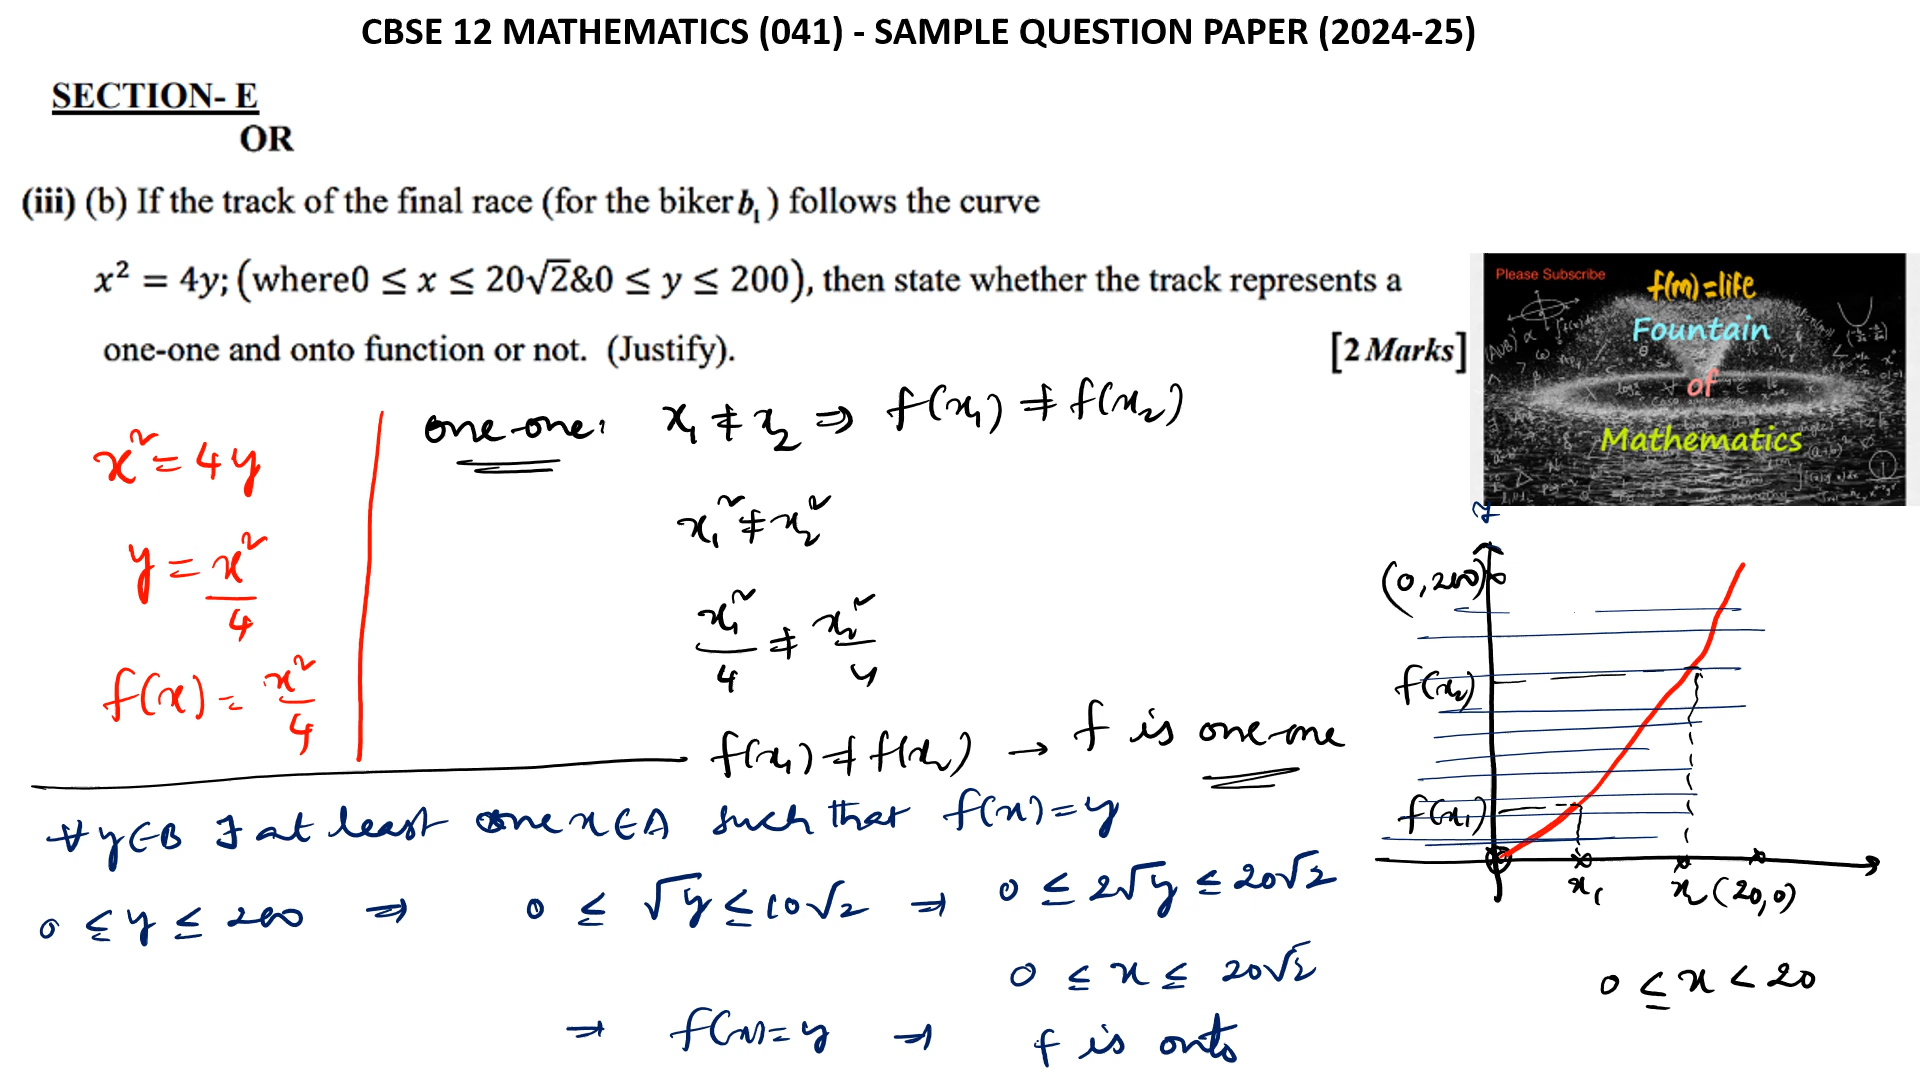 CBSE 12 MATHEMATICS (041) - SAMPLE QUESTION PAPER (2024-25)
SECTION- E
OR
(iii) (b) If the track of the final race (for the biker b₁ ) follows the curve
x² = 4y; (where0 ≤ x ≤ 20√2&0 ≤ y ≤ 200), then state whether the track represents a
one-one and onto function or not. (Justify).
[2 Marks]
Please Subscribe
f(m)=life
Fountain
of
Mathematics
x² = 4y
y = x²/4
f(x) = x²/4
one-one: x₁ ≠ x₂ ⇒ f(x₁) ≠ f(x₂)
x₁² ≠ x₂²
x₁²/4 ≠ x₂²/4
f(x₁) ≠ f(x₂) → f is one-one
∀ y∈B ∃ at least one x∈A such that f(x)=y
0 ≤ y ≤ 200 ⇒ 0 ≤ √y ≤ 10√2 ⇒ 0 ≤ 2√y ≤ 20√2
0 ≤ x ≤ 20√2
⇒ f(x)=y ⇒ f is onto
y
(0,200)
f(x₂)
f(x₁)
x₁ x₂ (20,0)
0 ≤ x < 20